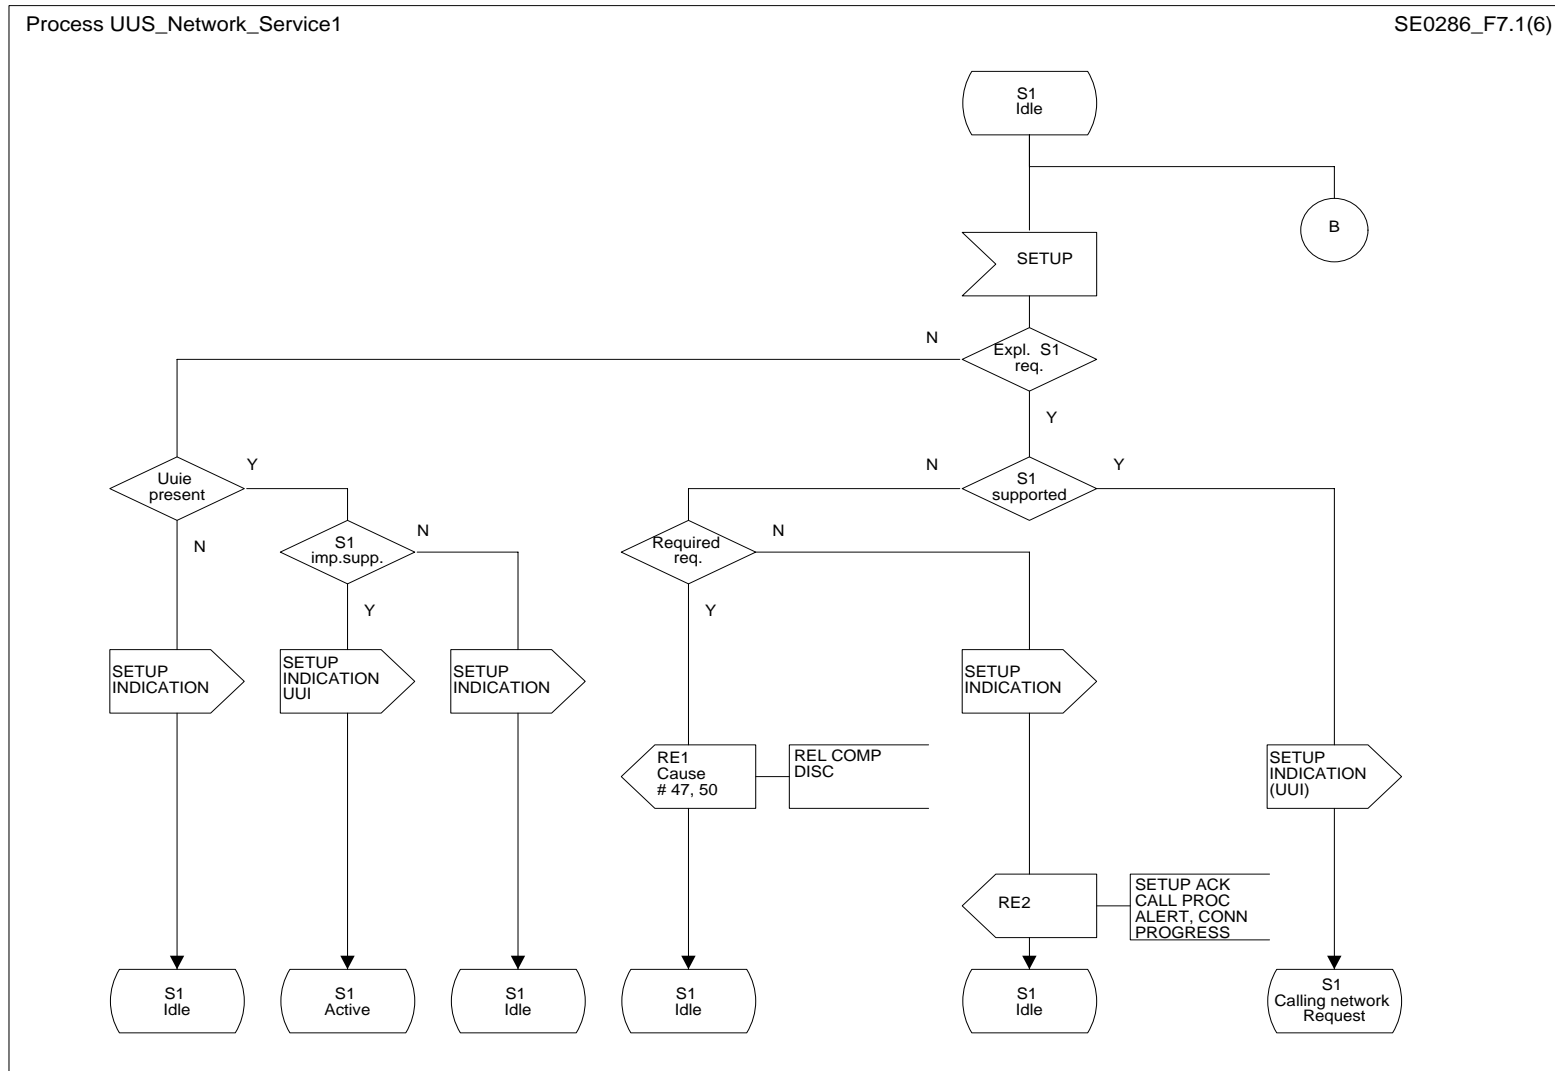 Process UUS_Network_Service1
SE0286_F7.1(6)
S1
Idle
B
SETUP
N
Expl. S1
req.
Y
Uuie
present
Y
N
S1
supported
Y
N
S1
imp.supp.
N
Required
req.
N
Y
Y
SETUP
INDICATION
SETUP
INDICATION
UUI
SETUP
INDICATION
SETUP
INDICATION
RE1
Cause
# 47, 50
REL COMP
DISC
SETUP
INDICATION
(UUI)
RE2
SETUP ACK
CALL PROC
ALERT, CONN
PROGRESS
S1
Idle
S1
Active
S1
Idle
S1
Idle
S1
Idle
S1
Calling network
Request